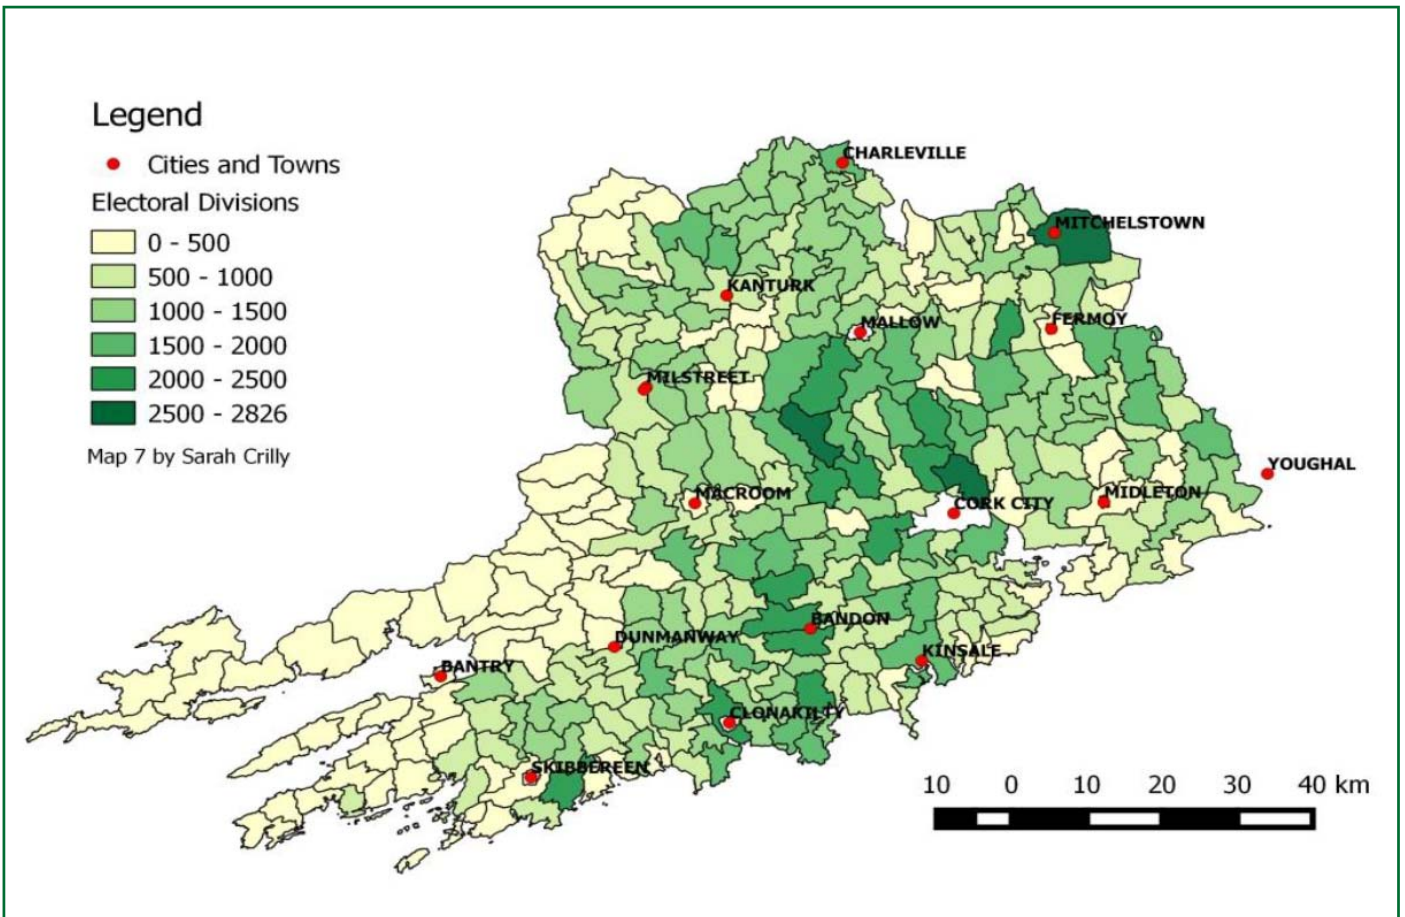 Legend
Cities and Towns
Electoral Divisions
0 - 500
500 - 1000
1000 - 1500
1500 - 2000
2000 - 2500
2500 - 2826
Map 7 by Sarah Crilly
CHARLEVILLE
MITCHELSTOWN
KANTURK
MALLOW
FERMOY
MILSTREET
YOUGHAL
MACROOM
CORK CITY
MIDLETON
BANDON
DUNMANWAY
KINSALE
BANTRY
CLONAKILTY
SKIBBEREEN
10 0 10 20 30 40 km